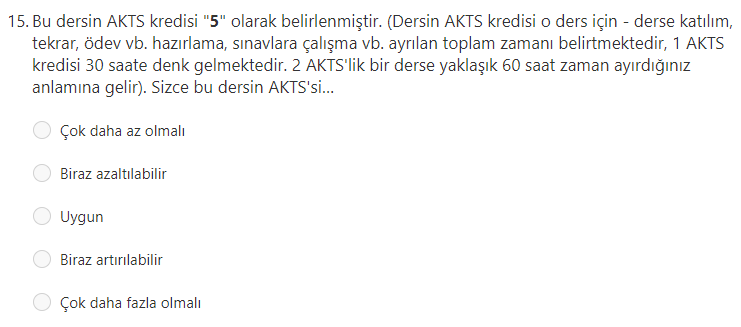 15. Bu dersin AKTS kredisi "5" olarak belirlenmiştir. (Dersin AKTS kredisi o ders için - derse katılım,
tekrar, ödev vb. hazırlama, sınavlara çalışma vb. ayrılan toplam zamanı belirtmektedir, 1 AKTS
kredisi 30 saate denk gelmektedir. 2 AKTS'lik bir derse yaklaşık 60 saat zaman ayırdığınız
anlamına gelir). Sizce bu dersin AKTS'si...
Çok daha az olmalı
Biraz azaltılabilir
Uygun
Biraz artırılabilir
Çok daha fazla olmalı